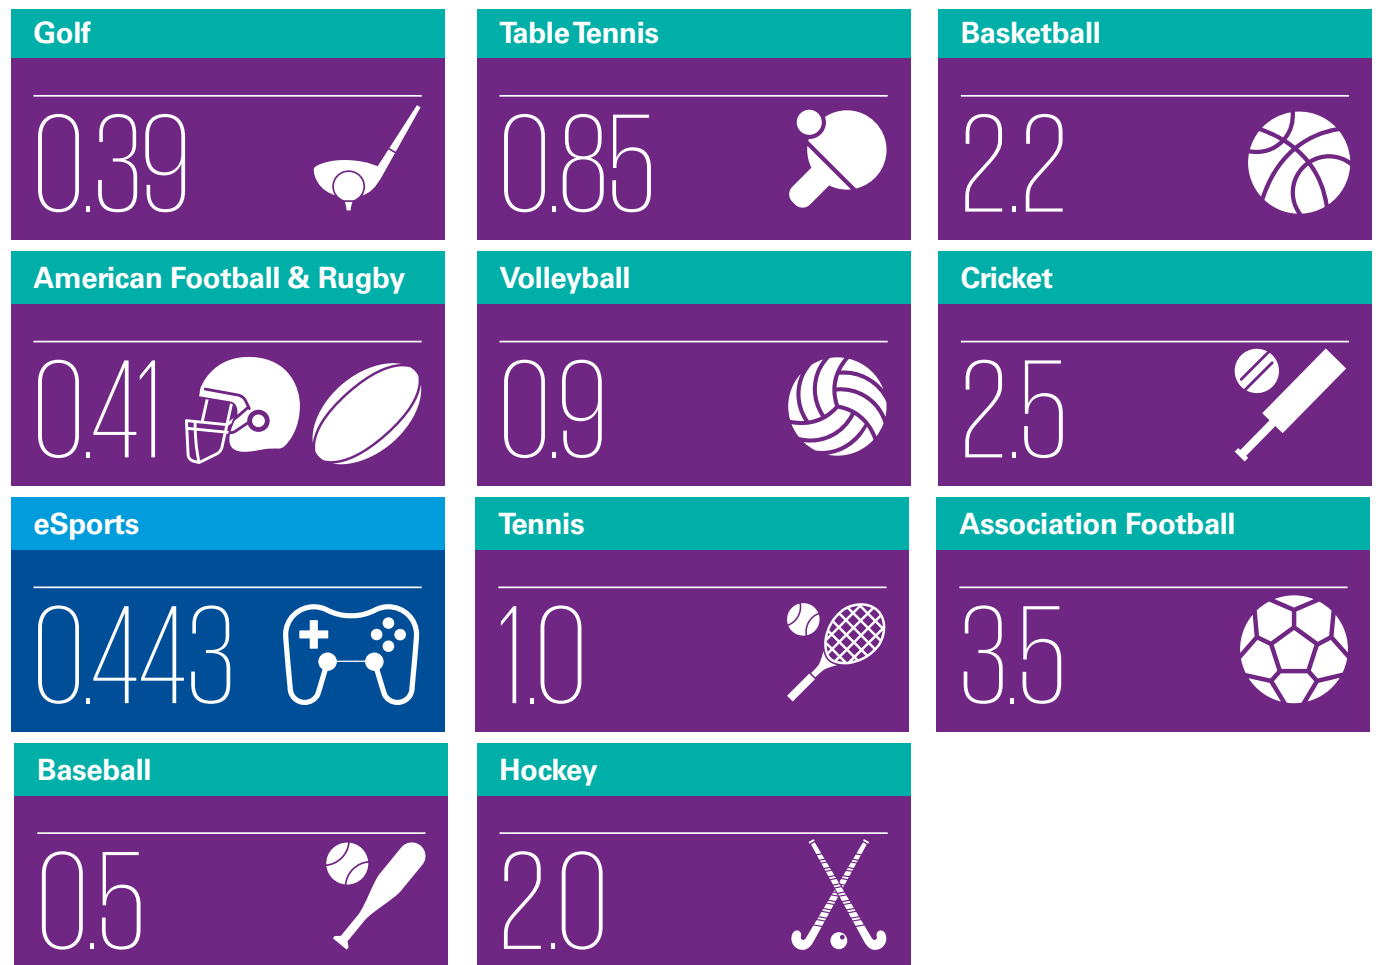 Golf
0.39
Table Tennis
0.85
Basketball
2.2
American Football & Rugby
0.41
Volleyball
0.9
Cricket
2.5
eSports
0.443
Tennis
1.0
Association Football
3.5
Baseball
0.5
Hockey
2.0